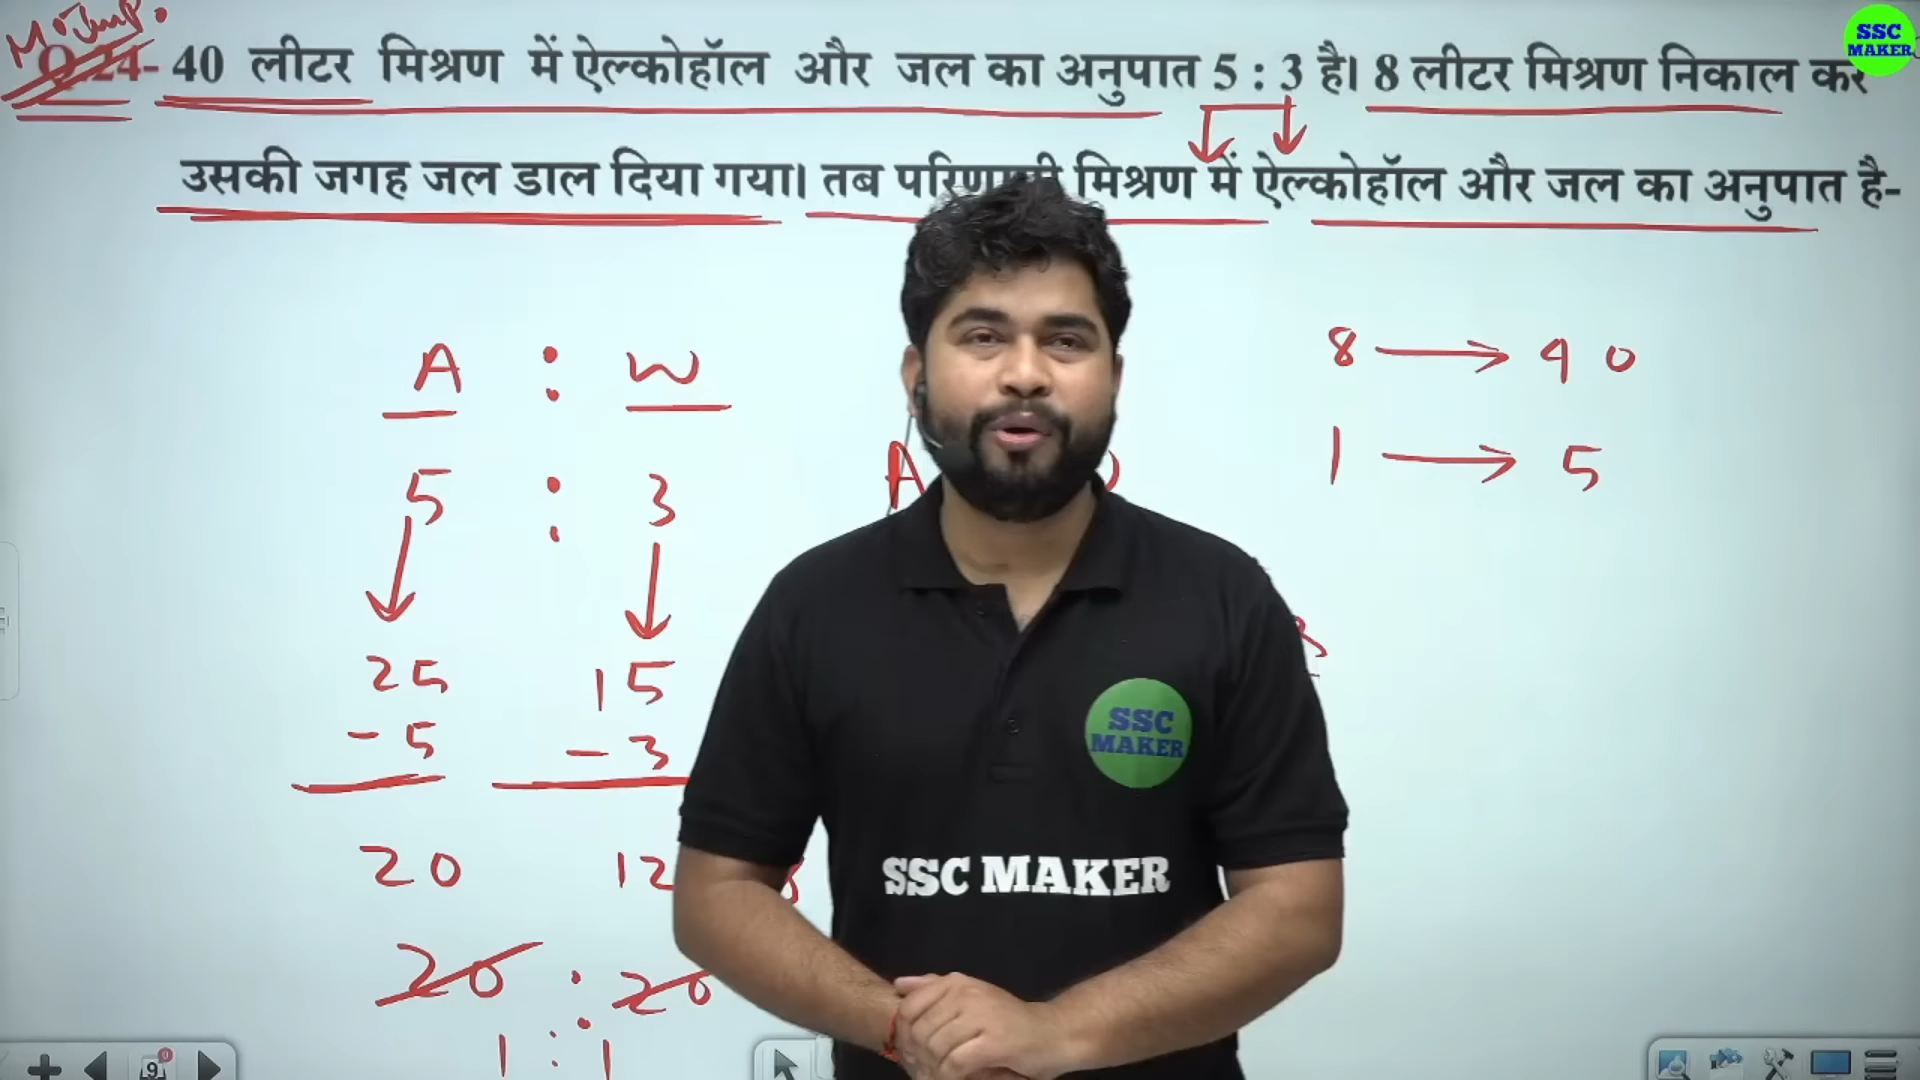 M. Imp.
Q.24- 40 लीटर मिश्रण में ऐल्कोहॉल और जल का अनुपात 5 : 3 है। 8 लीटर मिश्रण निकाल कर
उसकी जगह जल डाल दिया गया। तब मिश्रण में ऐल्कोहॉल और जल का अनुपात है-
SSC
MAKER
A : W
5 : 3
25 15
- 5 - 3
20 12
20 : 20
1 : 1
A
8 → 40
1 → 5
SSC
MAKER
SSC MAKER
9
0